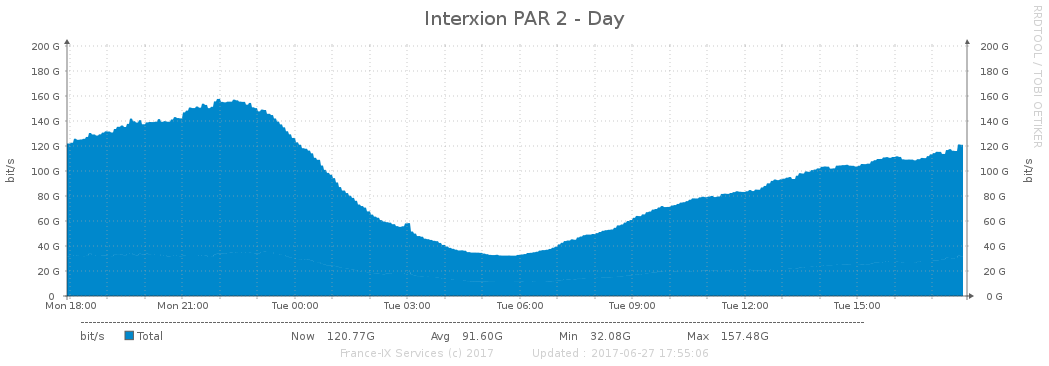 Interxion PAR 2 - Day
RRDTOOL / TOBI OETIKER
bit/s
200 G 200 G
180 G 180 G
160 G 160 G
140 G 140 G
120 G 120 G
100 G 100 G
80 G 80 G
60 G 60 G
40 G 40 G
20 G 20 G
0 0 G
bit/s
Mon 18:00 Mon 21:00 Tue 00:00 Tue 03:00 Tue 06:00 Tue 09:00 Tue 12:00 Tue 15:00
bit/s Total Now 120.77G Avg 91.60G Min 32.08G Max 157.48G
France-IX Services (c) 2017 Updated : 2017-06-27 17:55:06